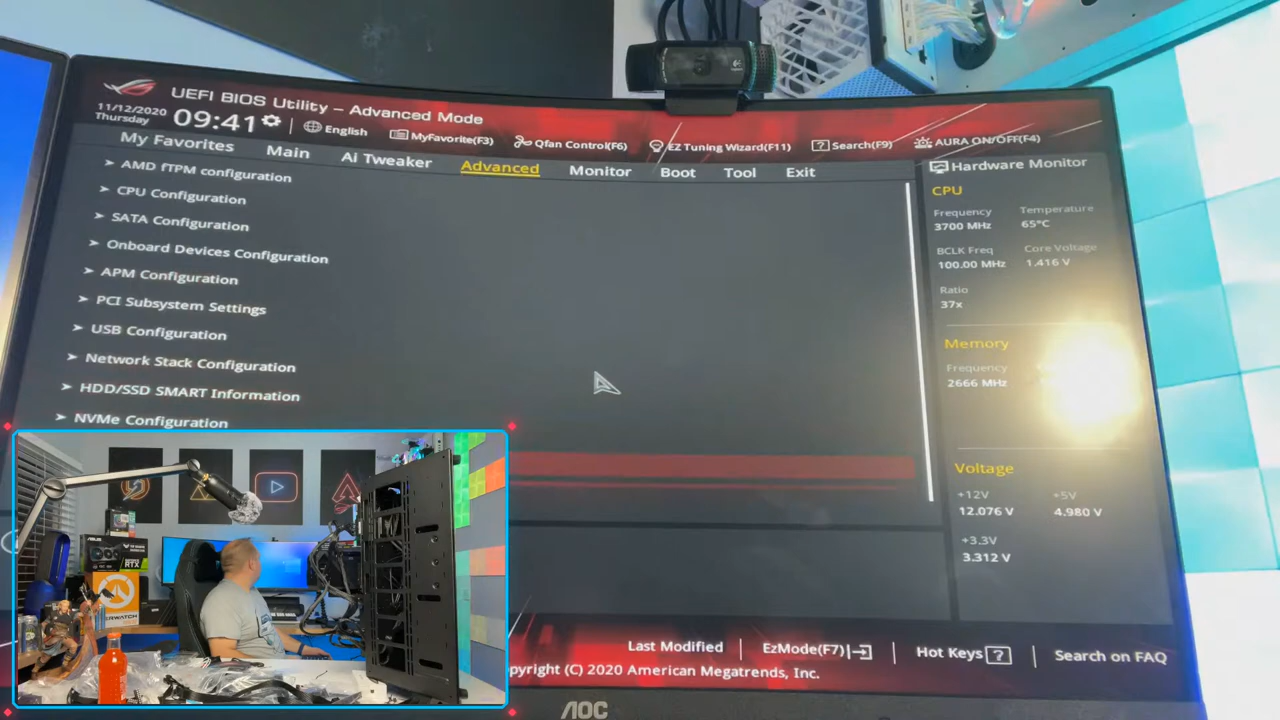 UEFI BIOS Utility – Advanced Mode
11/12/2020
Thursday
09:41
English
MyFavorite(F3)
Qfan Control(F6)
EZ Tuning Wizard(F11)
Search(F9)
AURA ON/OFF(F4)
My Favorites
Main
Ai Tweaker
Advanced
Monitor
Boot
Tool
Exit
Hardware Monitor
AMD fTPM configuration
CPU Configuration
SATA Configuration
Onboard Devices Configuration
APM Configuration
PCI Subsystem Settings
USB Configuration
Network Stack Configuration
HDD/SSD SMART Information
NVMe Configuration
CPU
Frequency
3700 MHz
Temperature
65°C
BCLK Freq
100.00 MHz
Core Voltage
1.416 V
Ratio
37x
Memory
Frequency
2666 MHz
Voltage
+12V
12.076 V
+5V
4.980 V
+3.3V
3.312 V
Last Modified
EzMode(F7)
Hot Keys ?
Search on FAQ
pyright (C) 2020 American Megatrends, Inc.
AOC
RTX